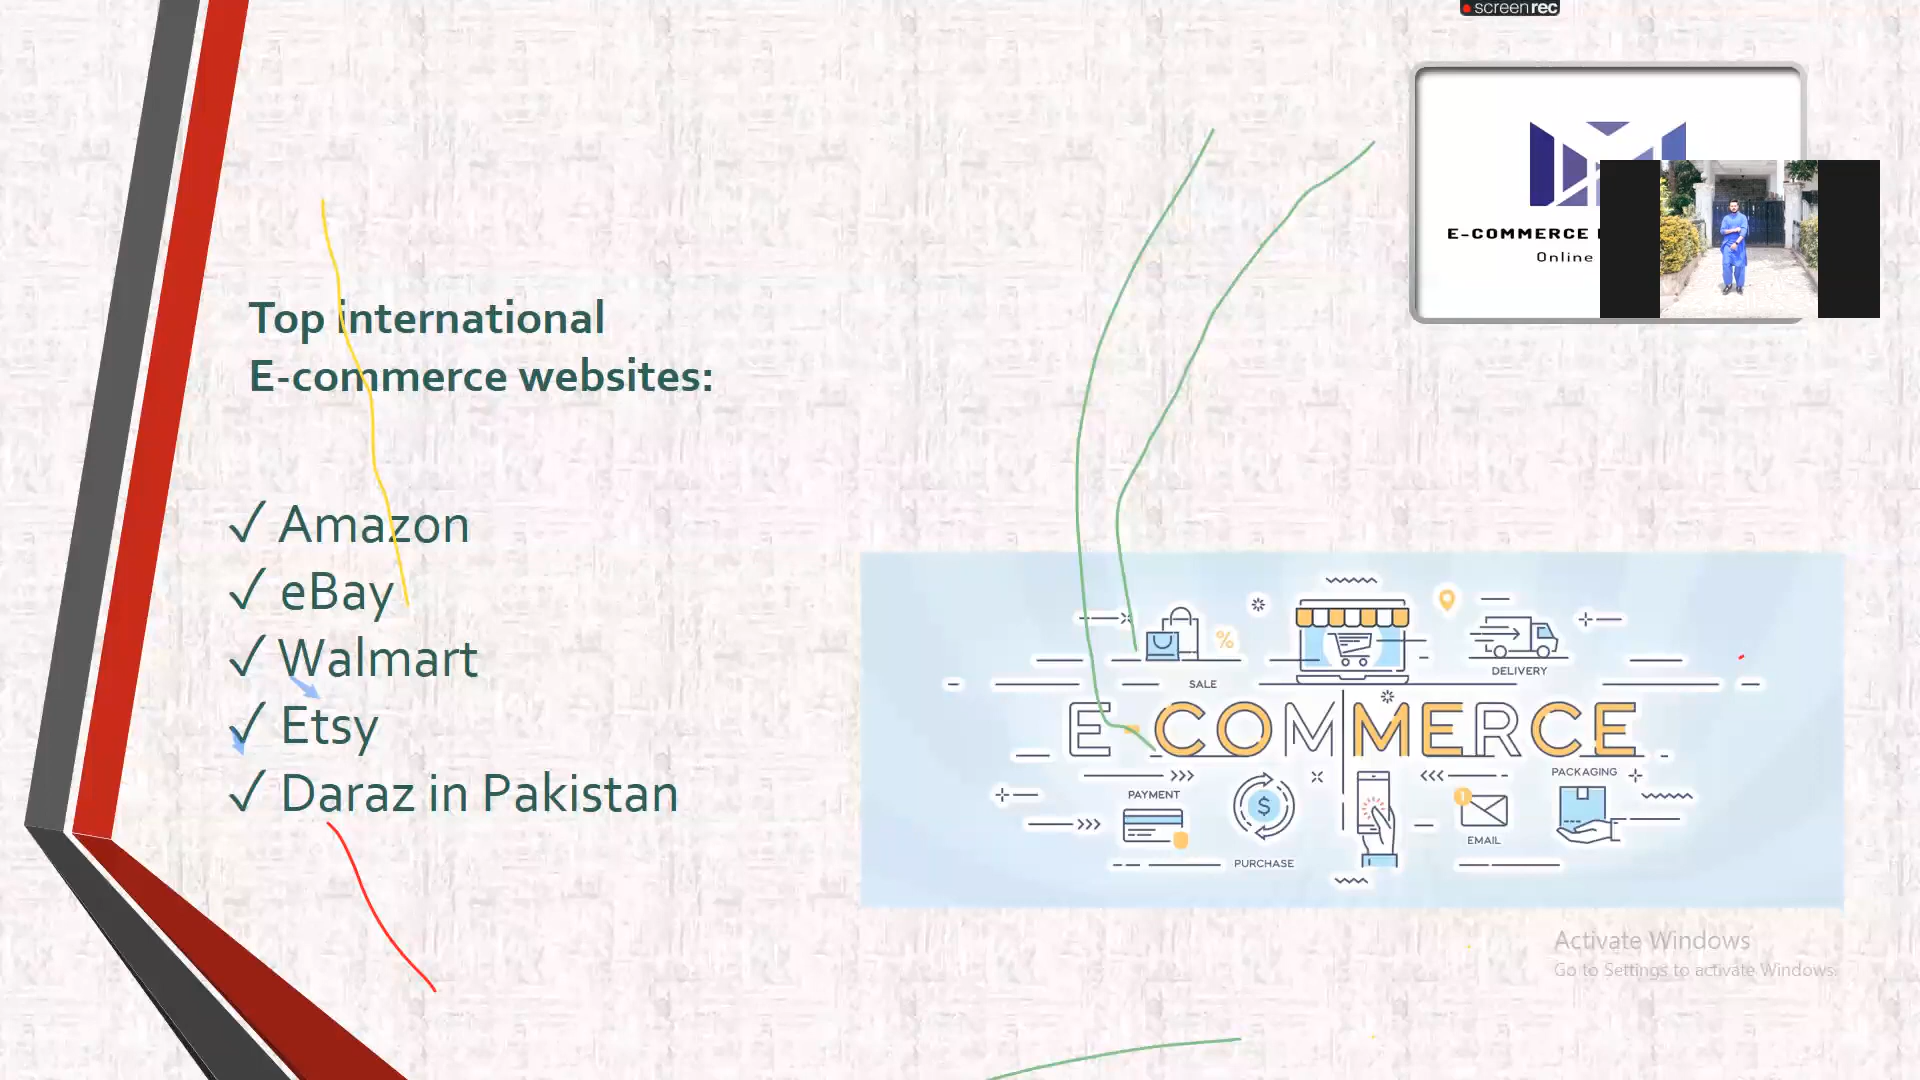 screenrec
E-COMMERCE
Online
Top international
E-commerce websites:
✓ Amazon
✓ eBay
✓ Walmart
✓ Etsy
✓ Daraz in Pakistan
%
SALE
DELIVERY
E-COMMERCE
PAYMENT
$
PURCHASE
1
EMAIL
PACKAGING
Activate Windows
Go to Settings to activate Windows.